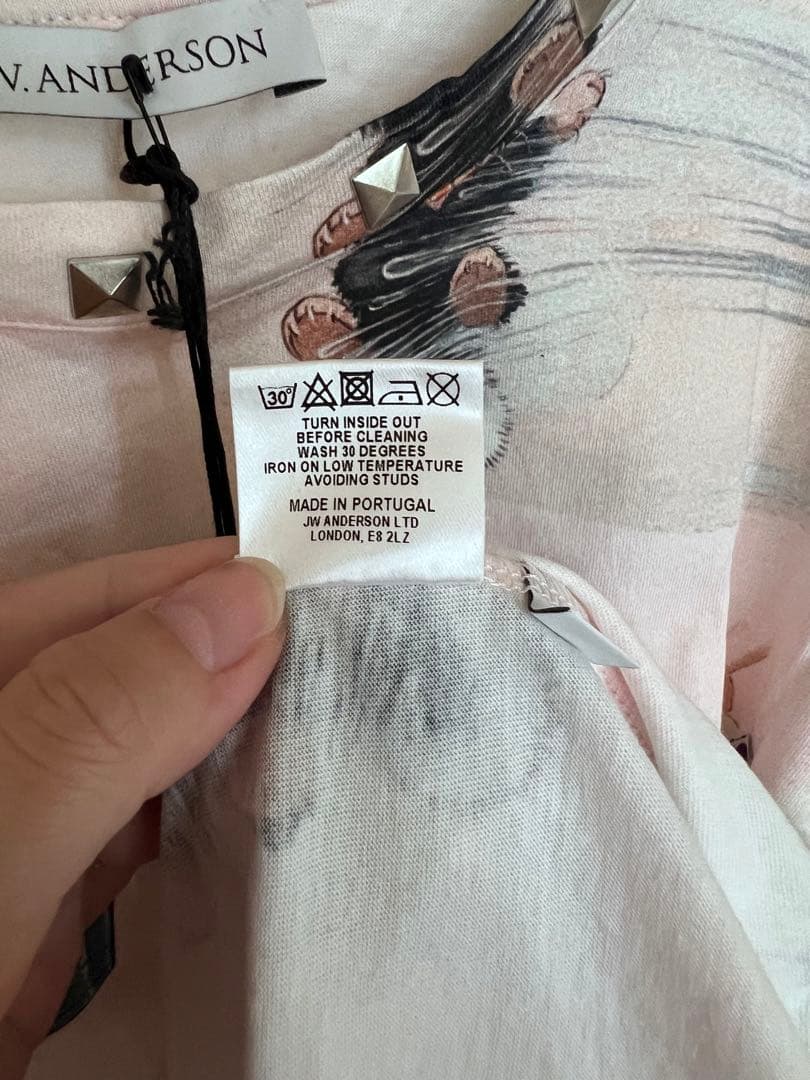 W. ANDERSON
30°
TURN INSIDE OUT
BEFORE CLEANING
WASH 30 DEGREES
IRON ON LOW TEMPERATURE
AVOIDING STUDS
MADE IN PORTUGAL
JW ANDERSON LTD
LONDON, E8 2LZ